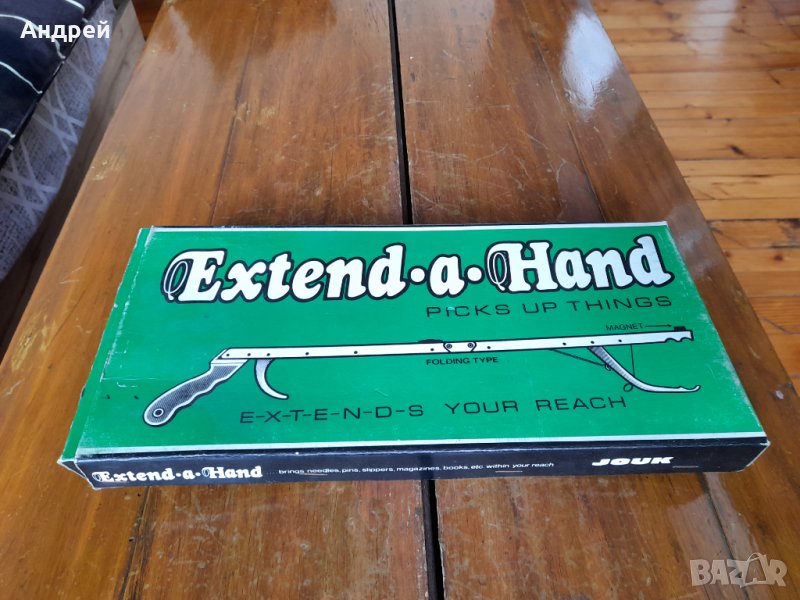 Андрей
Extend·a·Hand
PICKS UP THINGS
MAGNET
FOLDING TYPE
E-X-T-E-N-D-S YOUR REACH
Extend·a·Hand brings needles, pins, slippers, magazines, books, etc within your reach JOUK
BAZAR